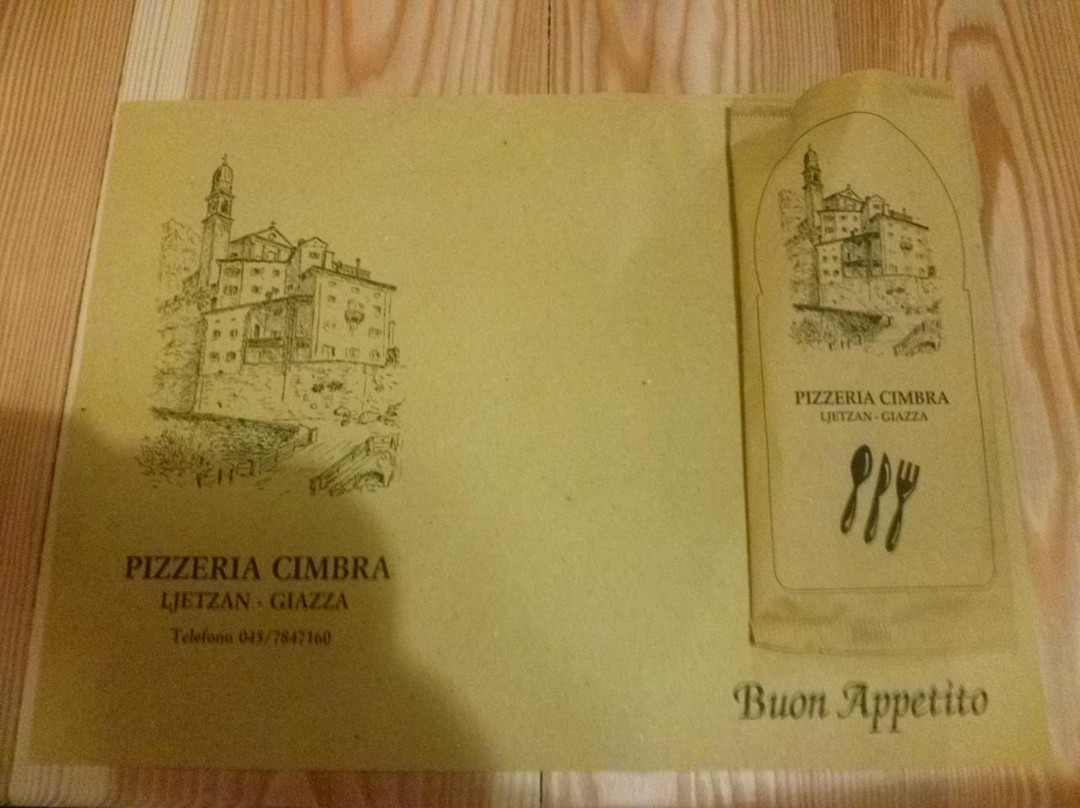 PIZZERIA CIMBRA
LJETZAN - GIAZZA
Telefono 045/7847160
PIZZERIA CIMBRA
LJETZAN - GIAZZA
Buon Appetito